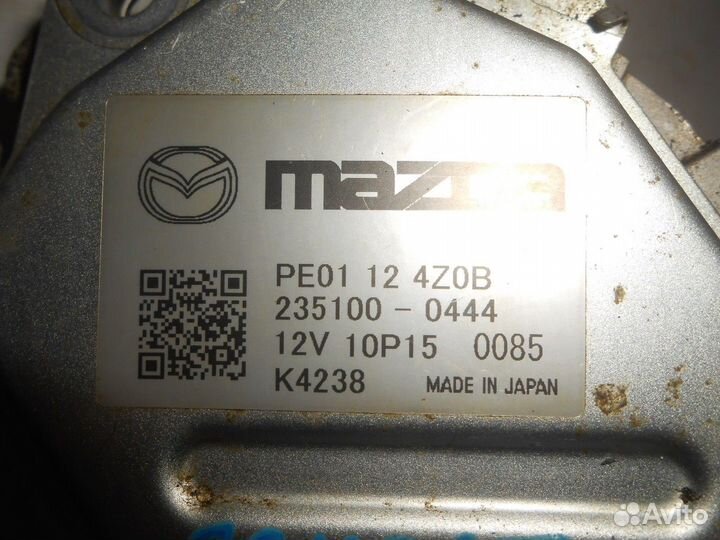 mazda
PE01 12 4Z0B
235100-0444
12V 10P15 0085
K4238 MADE IN JAPAN
Avito